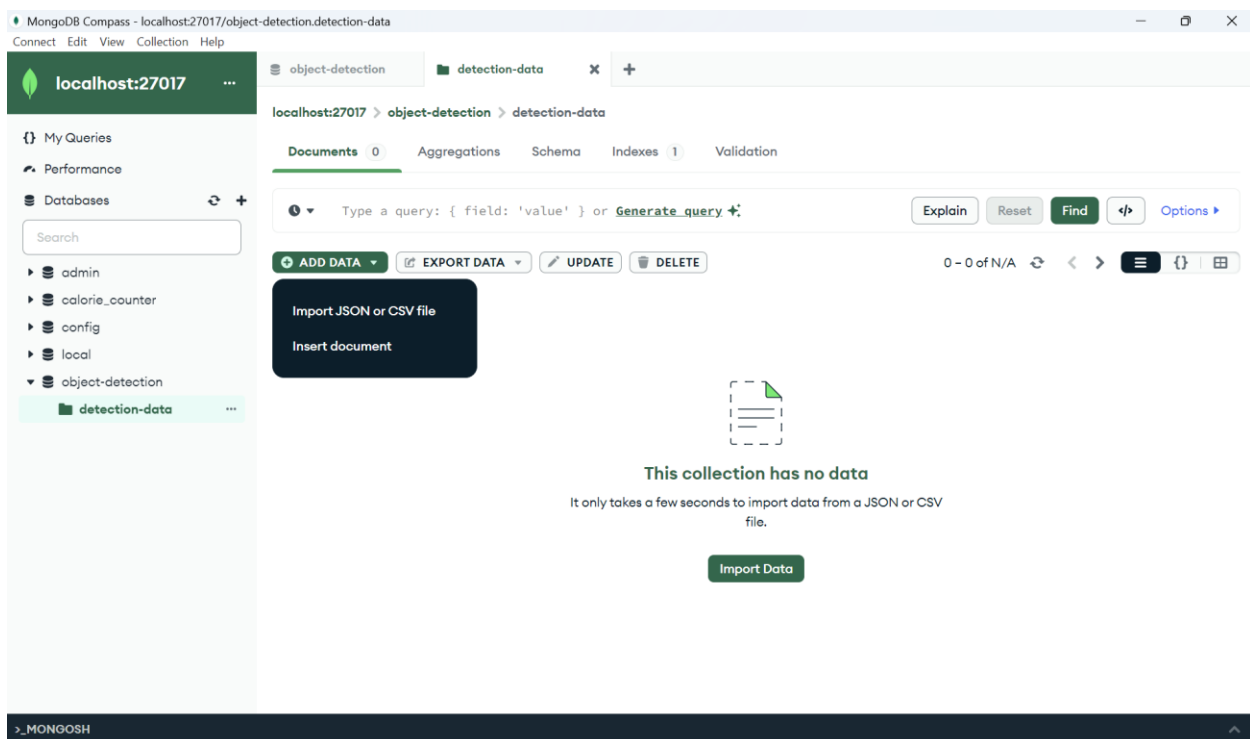 MongoDB Compass - localhost:27017/object-detection.detection-data
Connect Edit View Collection Help
localhost:27017 ...
{} My Queries
Performance
Databases
Search
admin
calorie_counter
config
local
object-detection
detection-data ...
object-detection
detection-data
localhost:27017 > object-detection > detection-data
Documents 0 Aggregations Schema Indexes 1 Validation
Type a query: { field: 'value' } or Generate query
Explain Reset Find </> Options
ADD DATA EXPORT DATA UPDATE DELETE
0 – 0 of N/A {}
Import JSON or CSV file
Insert document
This collection has no data
It only takes a few seconds to import data from a JSON or CSV
file.
Import Data
>_MONGOSH